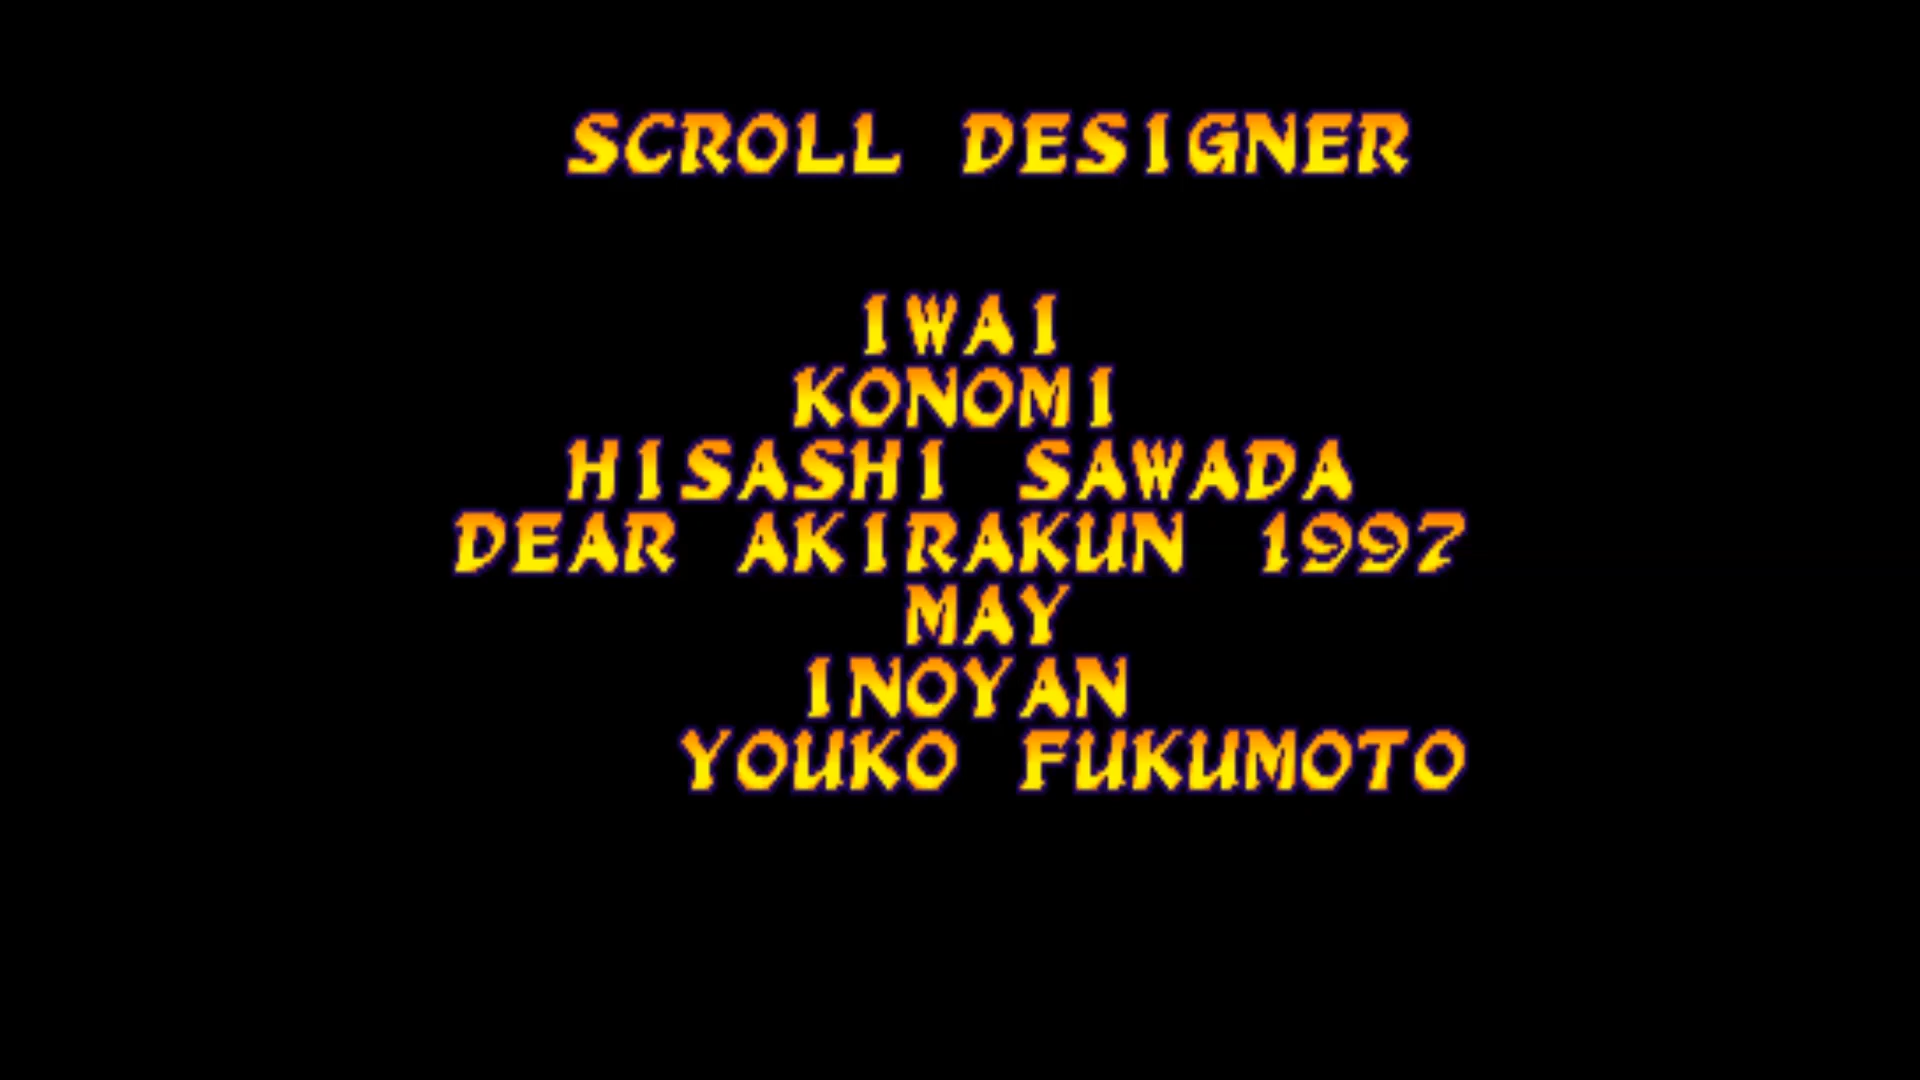 SCROLL DESIGNER
IWAI
KONOMI
HISASHI SAWADA
DEAR AKIRAKUN 1997
MAY
INOYAN
YOUKO FUKUMOTO